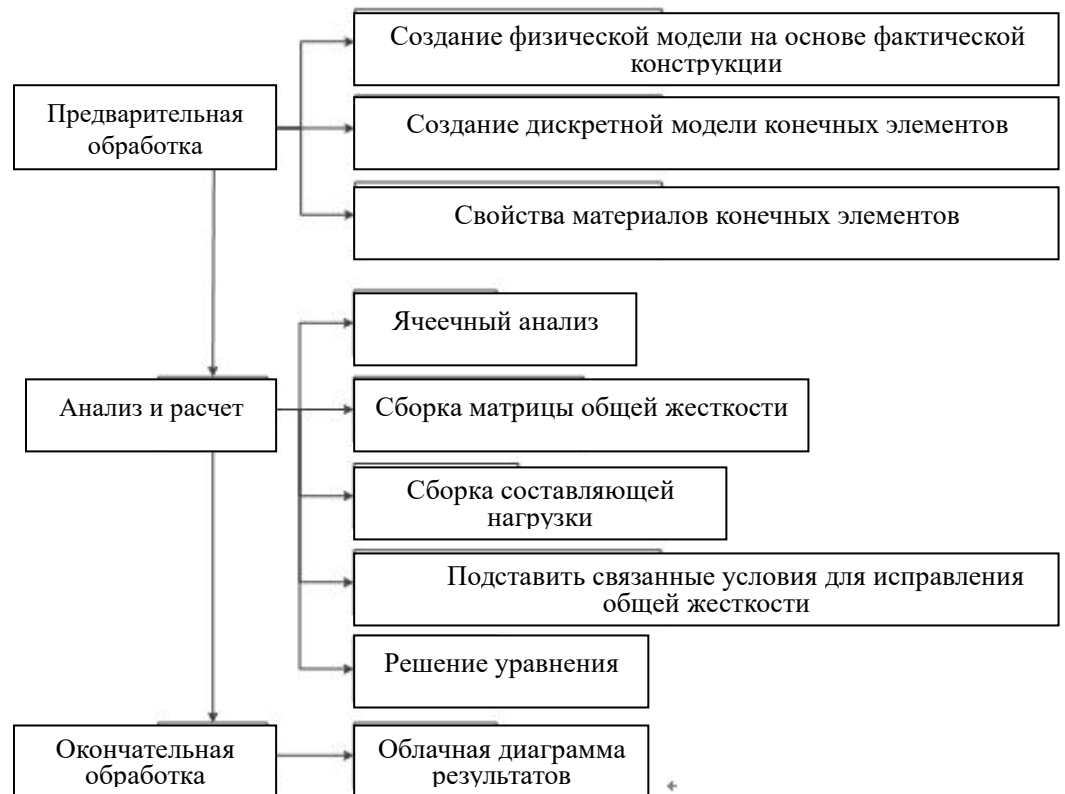 Создание физической модели на основе фактической
конструкции
Предварительная
обработка
Создание дискретной модели конечных элементов
Свойства материалов конечных элементов
Ячеечный анализ
Анализ и расчет
Сборка матрицы общей жесткости
Сборка составляющей
нагрузки
Подставить связанные условия для исправления
общей жесткости
Решение уравнения
Окончательная
обработка
Облачная диаграмма
результатов